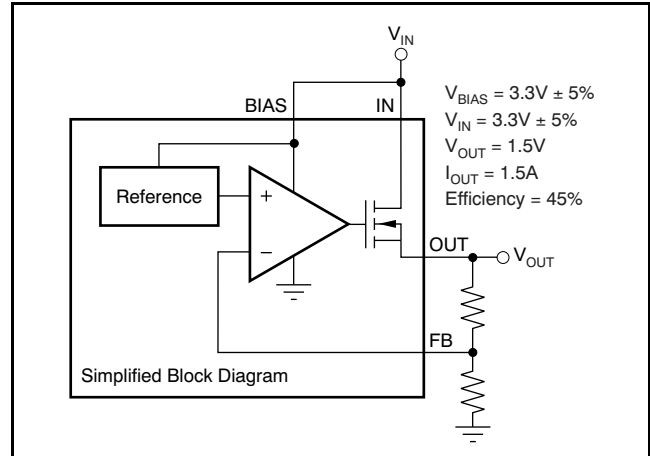 V_IN
BIAS
IN
V_BIAS = 3.3V ± 5%
V_IN = 3.3V ± 5%
V_OUT = 1.5V
I_OUT = 1.5A
Efficiency = 45%
Reference
+
−
OUT
V_OUT
FB
Simplified Block Diagram